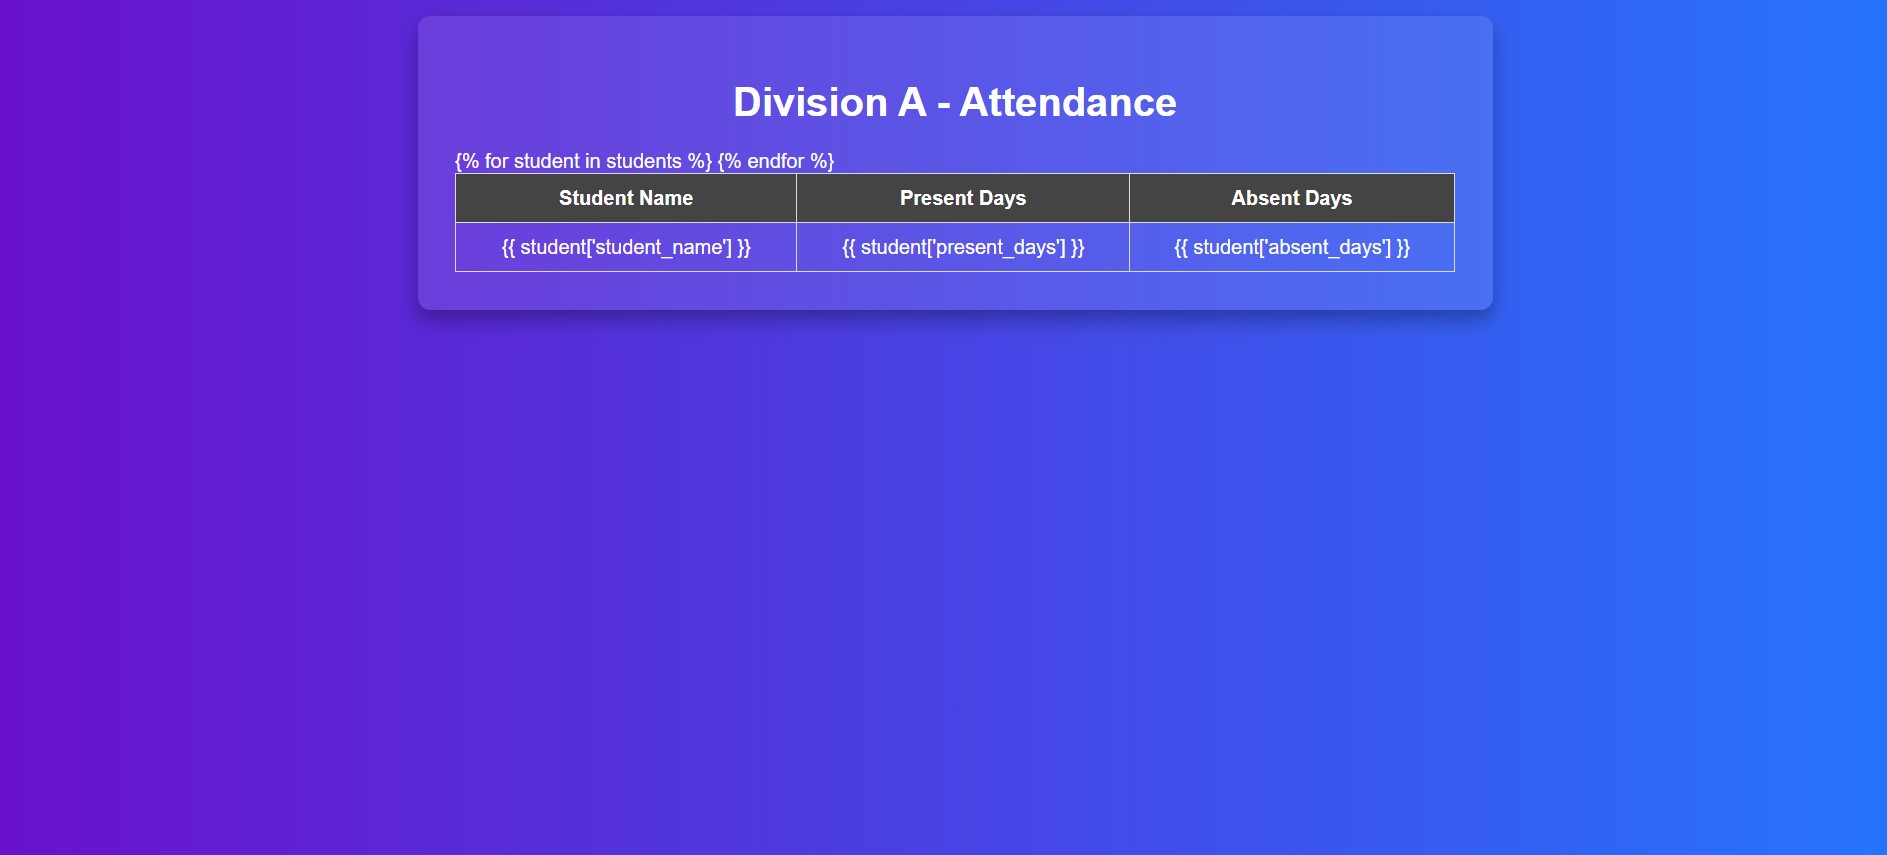 Division A - Attendance
{% for student in students %} {% endfor %}
Student Name Present Days Absent Days
{{ student['student_name'] }} {{ student['present_days'] }} {{ student['absent_days'] }}